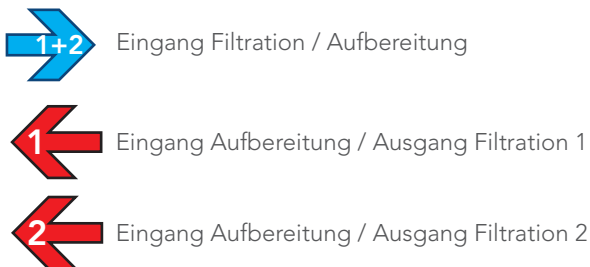 1+2 Eingang Filtration / Aufbereitung
1 Eingang Aufbereitung / Ausgang Filtration 1
2 Eingang Aufbereitung / Ausgang Filtration 2